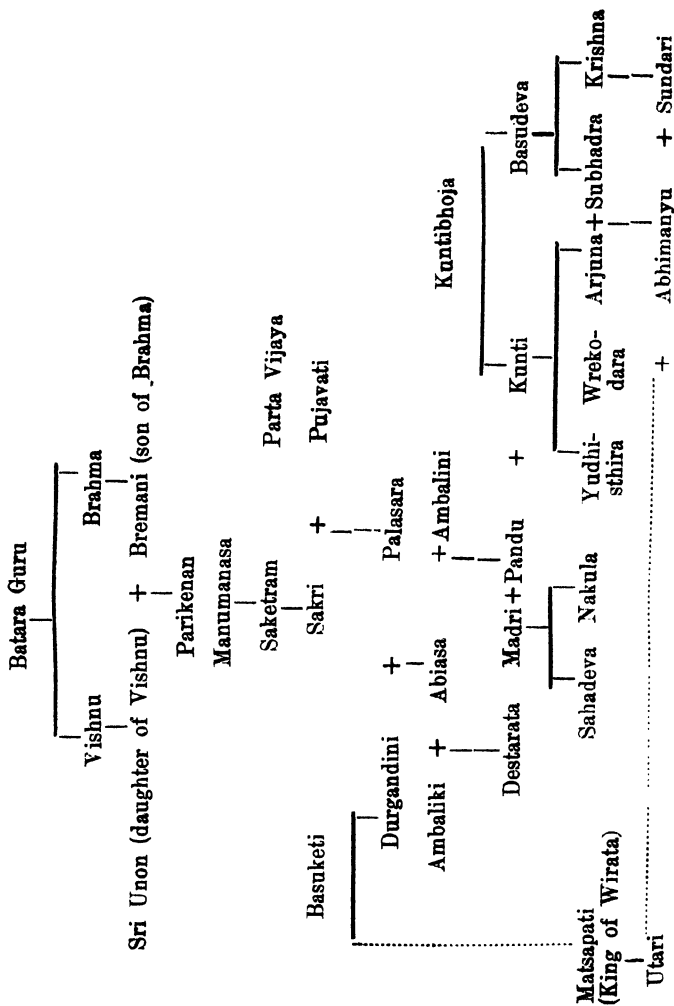 Batara Guru
Vishnu Brahma
Sri Unon (daughter of Vishnu) + Bremani (son of Brahma)
Parikenan
Manumanasa
Saketram Parta Vijaya
Sakri + Pujavati
Basuketi
Durgandini + Palasara
Ambaliki + Abiasa + Ambalini Kuntibhoja
Destarata Madri + Pandu + Kunti Basudeva
Sahadeva Nakula Yudhi-sthira Wreko-dara Arjuna + Subhadra Krishna
Matsapati
(King of Wirata)
Utari + Abhimanyu + Sundari